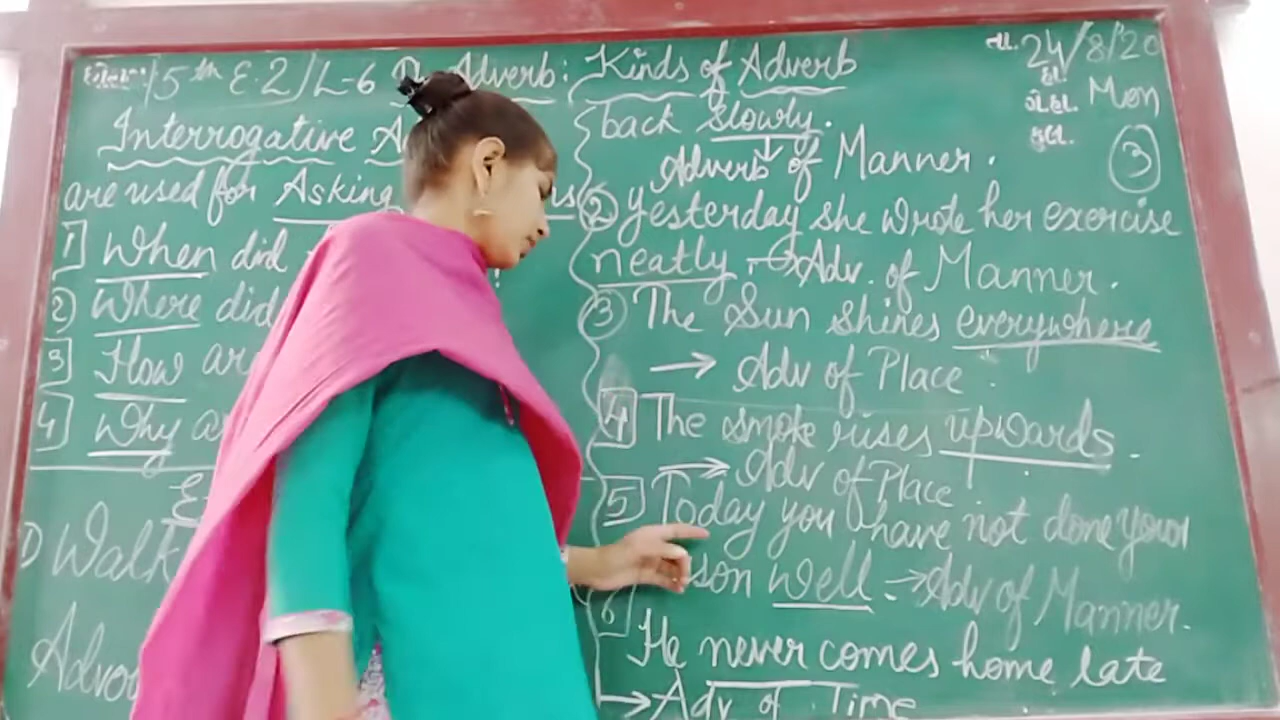 5th E.2 L-6 The Adverb: Kinds of Adverb
તા. 24/8/20
Mon
3
Interrogative
are used for Asking
1 When did
2) Where did
3 How are
4 Why
1) Walk
back slowly.
Adverb of Manner.
2 yesterday she wrote her exercise
neatly. → Adv. of Manner.
3 The Sun shines everywhere
→ Adv of Place.
4 The smoke rises upwards.
→ Adv of Place
5 Today you have not done your
son well → Adv of Manner.
6
He never comes home late
→ Adv of Time